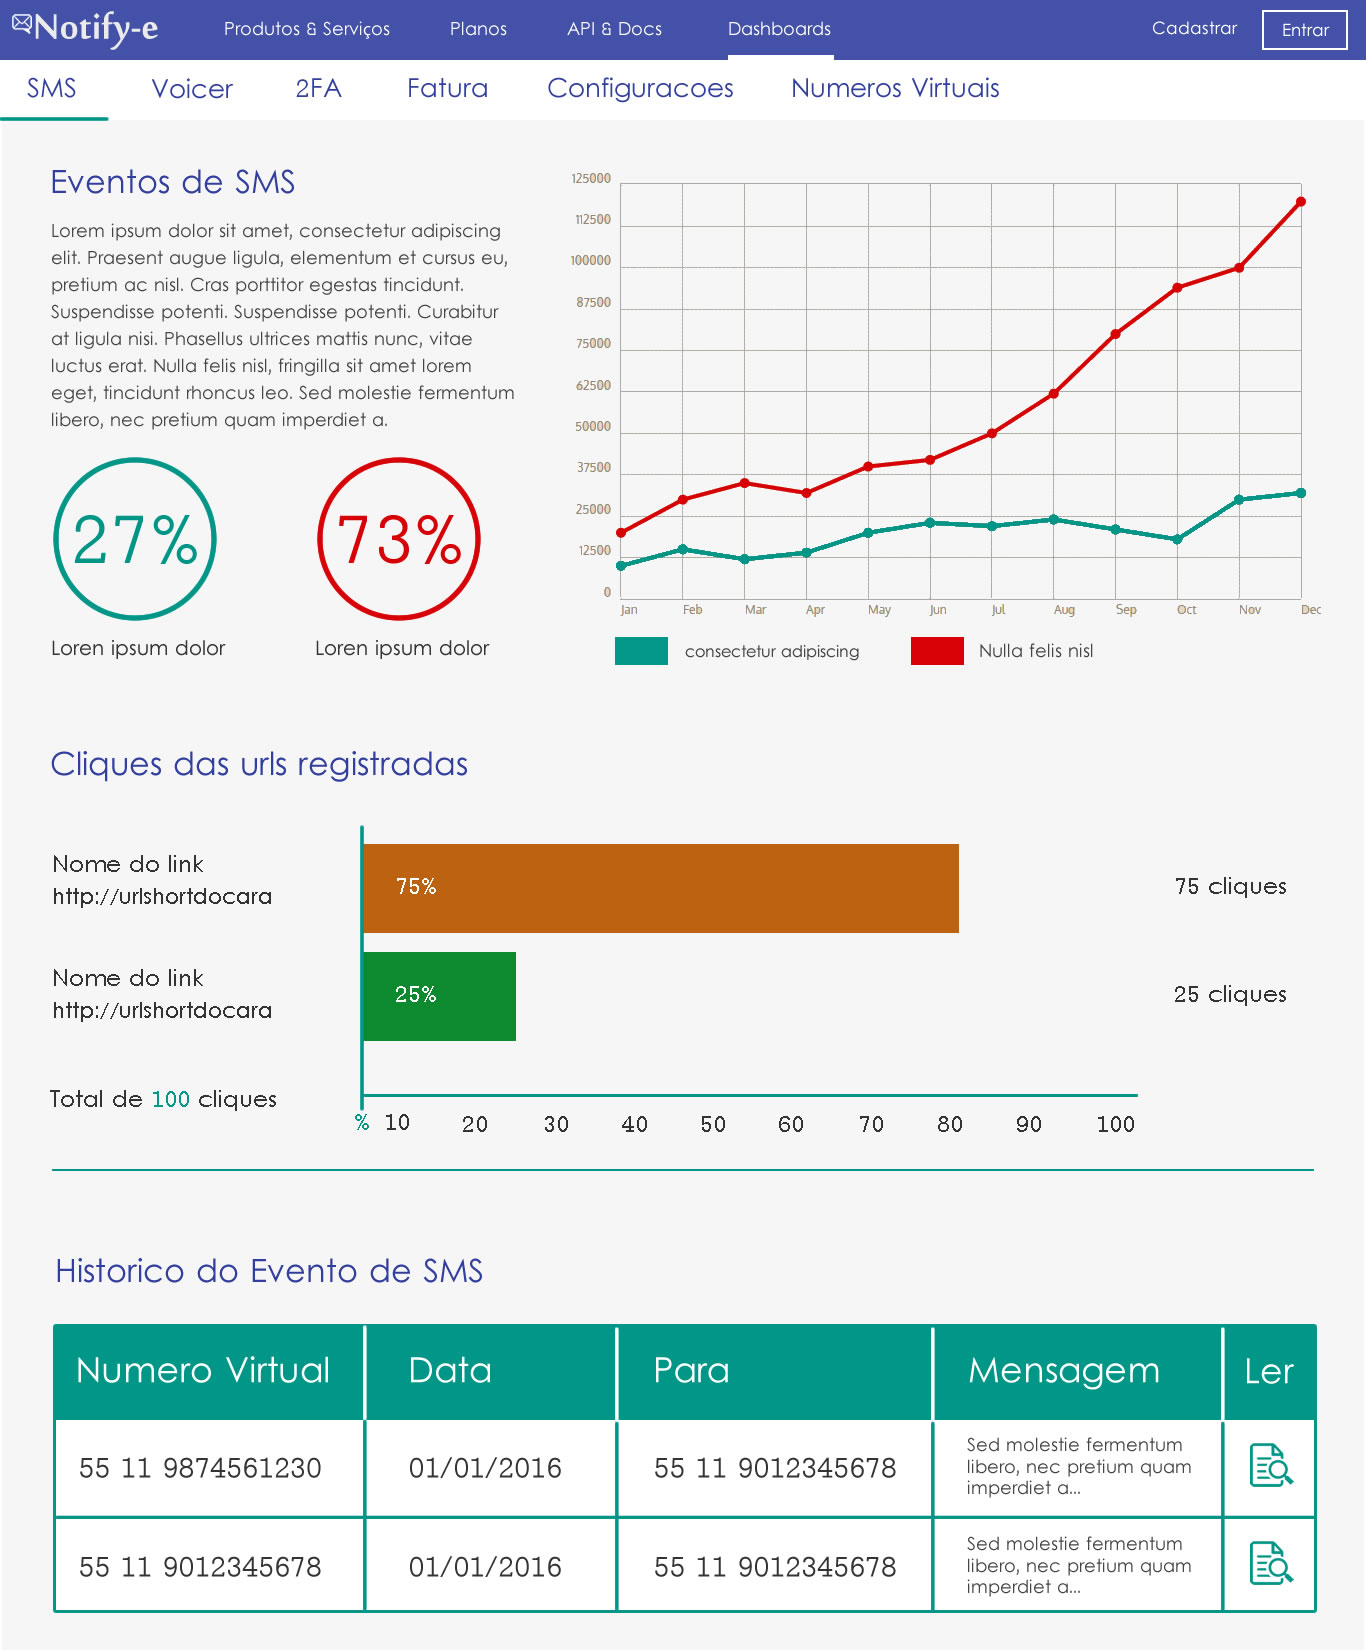 Notify-e
Produtos & Serviços
Planos
API & Docs
Dashboards
Cadastrar
Entrar
SMS
Voicer
2FA
Fatura
Configuracoes
Numeros Virtuais
Eventos de SMS
Lorem ipsum dolor sit amet, consectetur adipiscing
elit. Praesent augue ligula, elementum et cursus eu,
pretium ac nisl. Cras porttitor egestas tincidunt.
Suspendisse potenti. Suspendisse potenti. Curabitur
at ligula nisi. Phasellus ultrices mattis nunc, vitae
luctus erat. Nulla felis nisl, fringilla sit amet lorem
eget, tincidunt rhoncus leo. Sed molestie fermentum
libero, nec pretium quam imperdiet a.
27%
73%
Loren ipsum dolor
Loren ipsum dolor
125000
112500
100000
87500
75000
62500
50000
37500
25000
12500
0
Jan Feb Mar Apr May Jun Jul Aug Sep Oct Nov Dec
consectetur adipiscing
Nulla felis nisl
Cliques das urls registradas
Nome do link
http://urlshortdocara
75%
75 cliques
Nome do link
http://urlshortdocara
25%
25 cliques
Total de 100 cliques
% 10 20 30 40 50 60 70 80 90 100
Historico do Evento de SMS
Numero Virtual
Data
Para
Mensagem
Ler
55 11 9874561230
01/01/2016
55 11 9012345678
Sed molestie fermentum
libero, nec pretium quam
imperdiet a...
55 11 9012345678
01/01/2016
55 11 9012345678
Sed molestie fermentum
libero, nec pretium quam
imperdiet a...